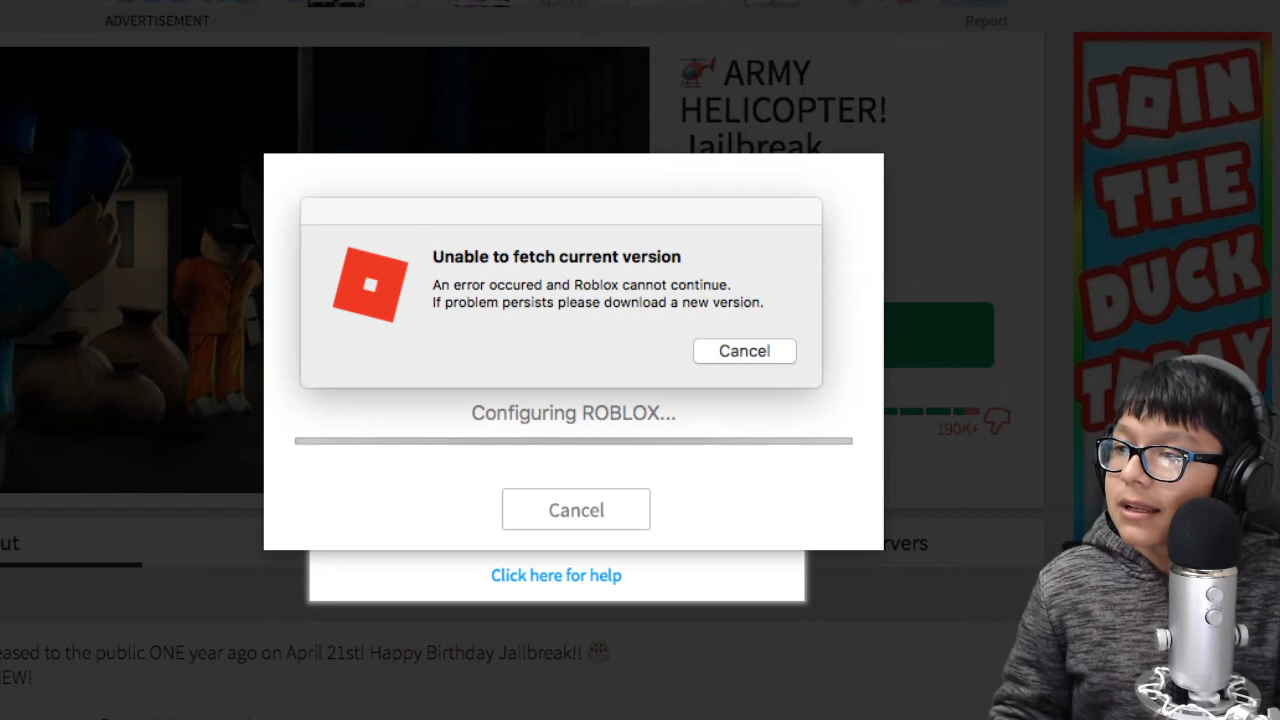 ADVERTISEMENT
Report
ARMY
HELICOPTER!
Jailbreak
JOIN
THE
DUCK
TODAY
Unable to fetch current version
An error occured and Roblox cannot continue.
If problem persists please download a new version.
Cancel
Configuring ROBLOX...
190K+
Cancel
ut
rvers
Click here for help
eased to the public ONE year ago on April 21st! Happy Birthday Jailbreak!!
EW!